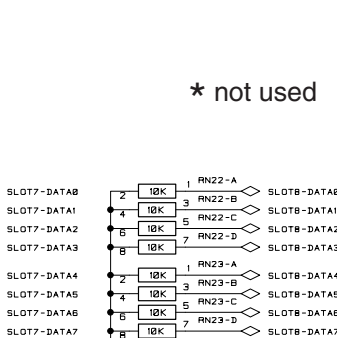 * not used
SLOT7-DATA0 2 10K 1 RN22-A SLOT8-DATA0
SLOT7-DATA1 4 10K 3 RN22-B SLOT8-DATA1
SLOT7-DATA2 6 10K 5 RN22-C SLOT8-DATA2
SLOT7-DATA3 8 10K 7 RN22-D SLOT8-DATA3
SLOT7-DATA4 2 10K 1 RN23-A SLOT8-DATA4
SLOT7-DATA5 4 10K 3 RN23-B SLOT8-DATA5
SLOT7-DATA6 6 10K 5 RN23-C SLOT8-DATA6
SLOT7-DATA7 8 10K 7 RN23-D SLOT8-DATA7